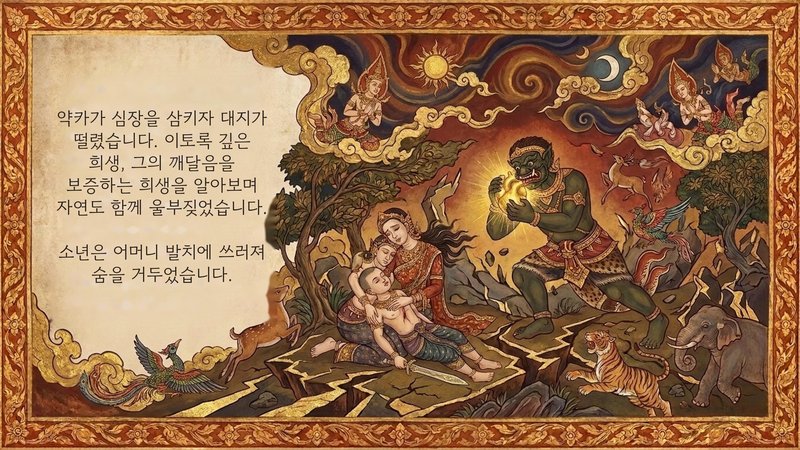 약카가 심장을 삼키자 대지가
떨렸습니다. 이토록 깊은
희생, 그의 깨달음을
보증하는 희생을 알아보며
자연도 함께 울부짖었습니다.
소년은 어머니 발치에 쓰러져
숨을 거두었습니다.